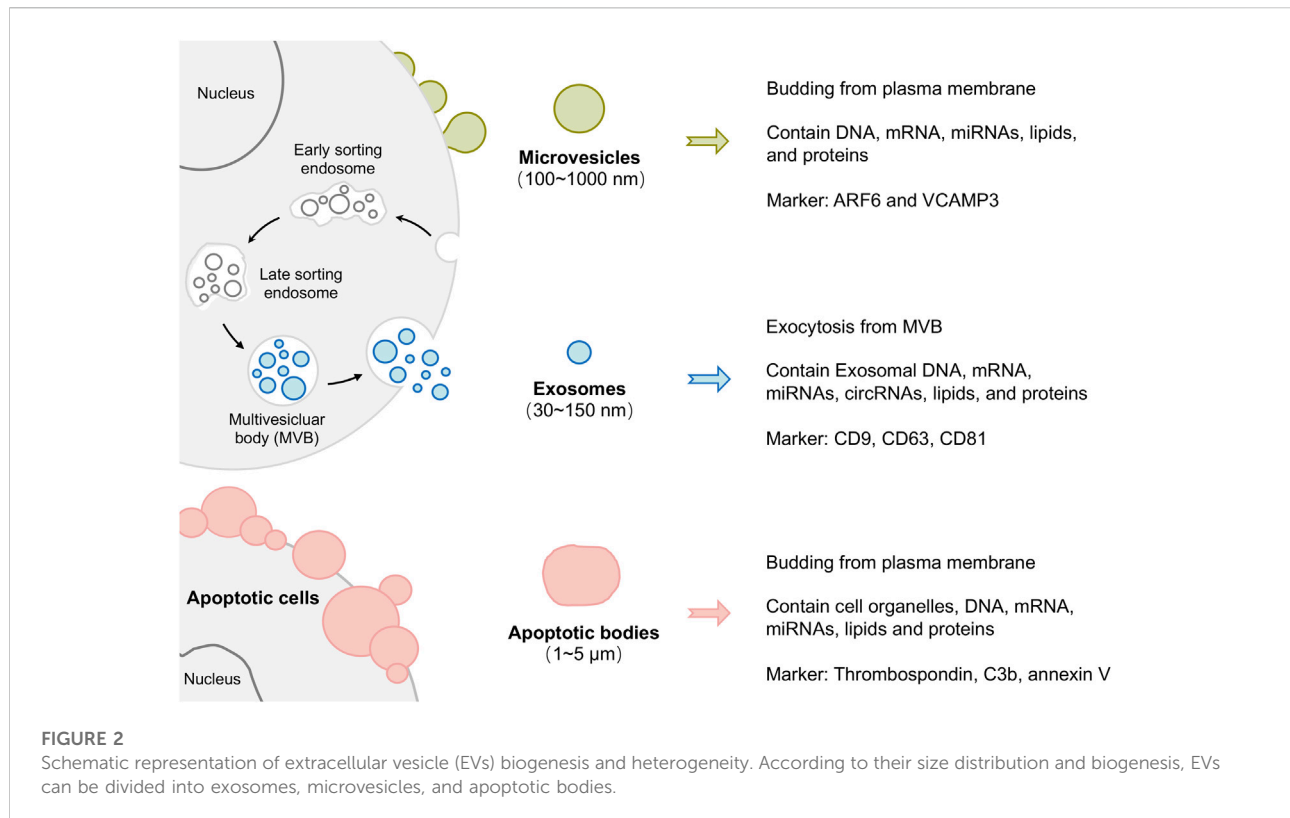 Nucleus
Early sorting
endosome
Late sorting
endosome
Multivesicluar
body (MVB)
Microvesicles
(100~1000 nm)
Budding from plasma membrane
Contain DNA, mRNA, miRNAs, lipids,
and proteins
Marker: ARF6 and VCAMP3
Exosomes
(30~150 nm)
Exocytosis from MVB
Contain Exosomal DNA, mRNA,
miRNAs, circRNAs, lipids, and proteins
Marker: CD9, CD63, CD81
Apoptotic cells
Nucleus
Apoptotic bodies
(1~5 μm)
Budding from plasma membrane
Contain cell organelles, DNA, mRNA,
miRNAs, lipids and proteins
Marker: Thrombospondin, C3b, annexin V
FIGURE 2
Schematic representation of extracellular vesicle (EVs) biogenesis and heterogeneity. According to their size distribution and biogenesis, EVs
can be divided into exosomes, microvesicles, and apoptotic bodies.